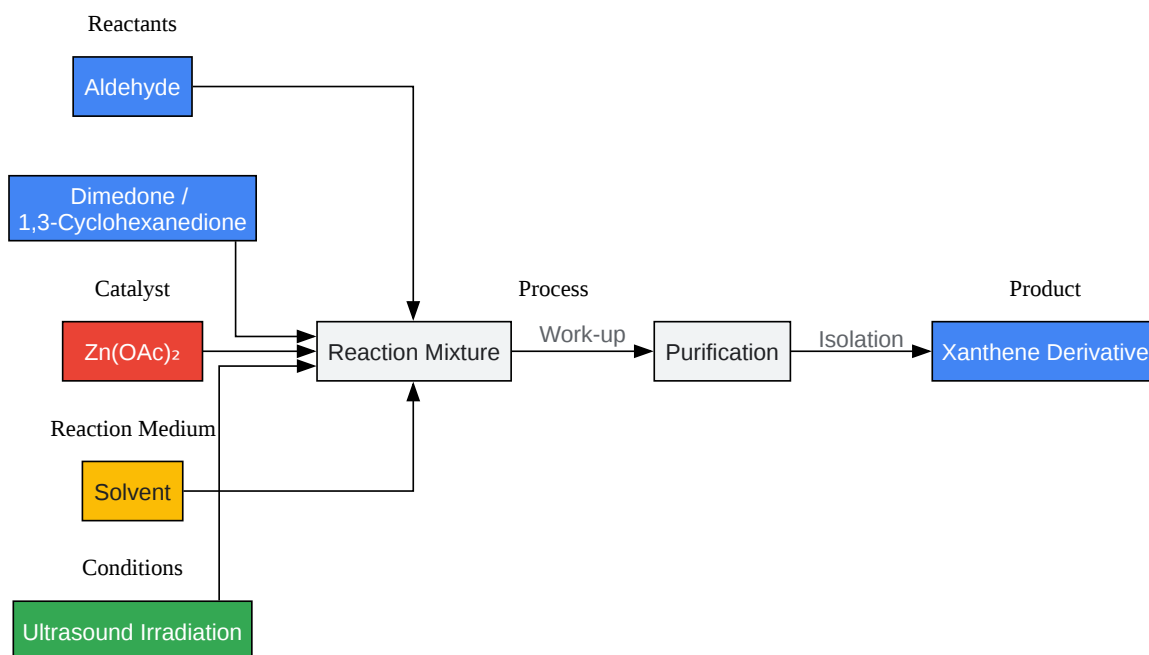 Reactants
Aldehyde
Dimedone /
1,3-Cyclohexanedione
Catalyst
Zn(OAc)₂
Reaction Medium
Solvent
Conditions
Ultrasound Irradiation
Process
Reaction Mixture
Work-up
Purification
Isolation
Product
Xanthene Derivative